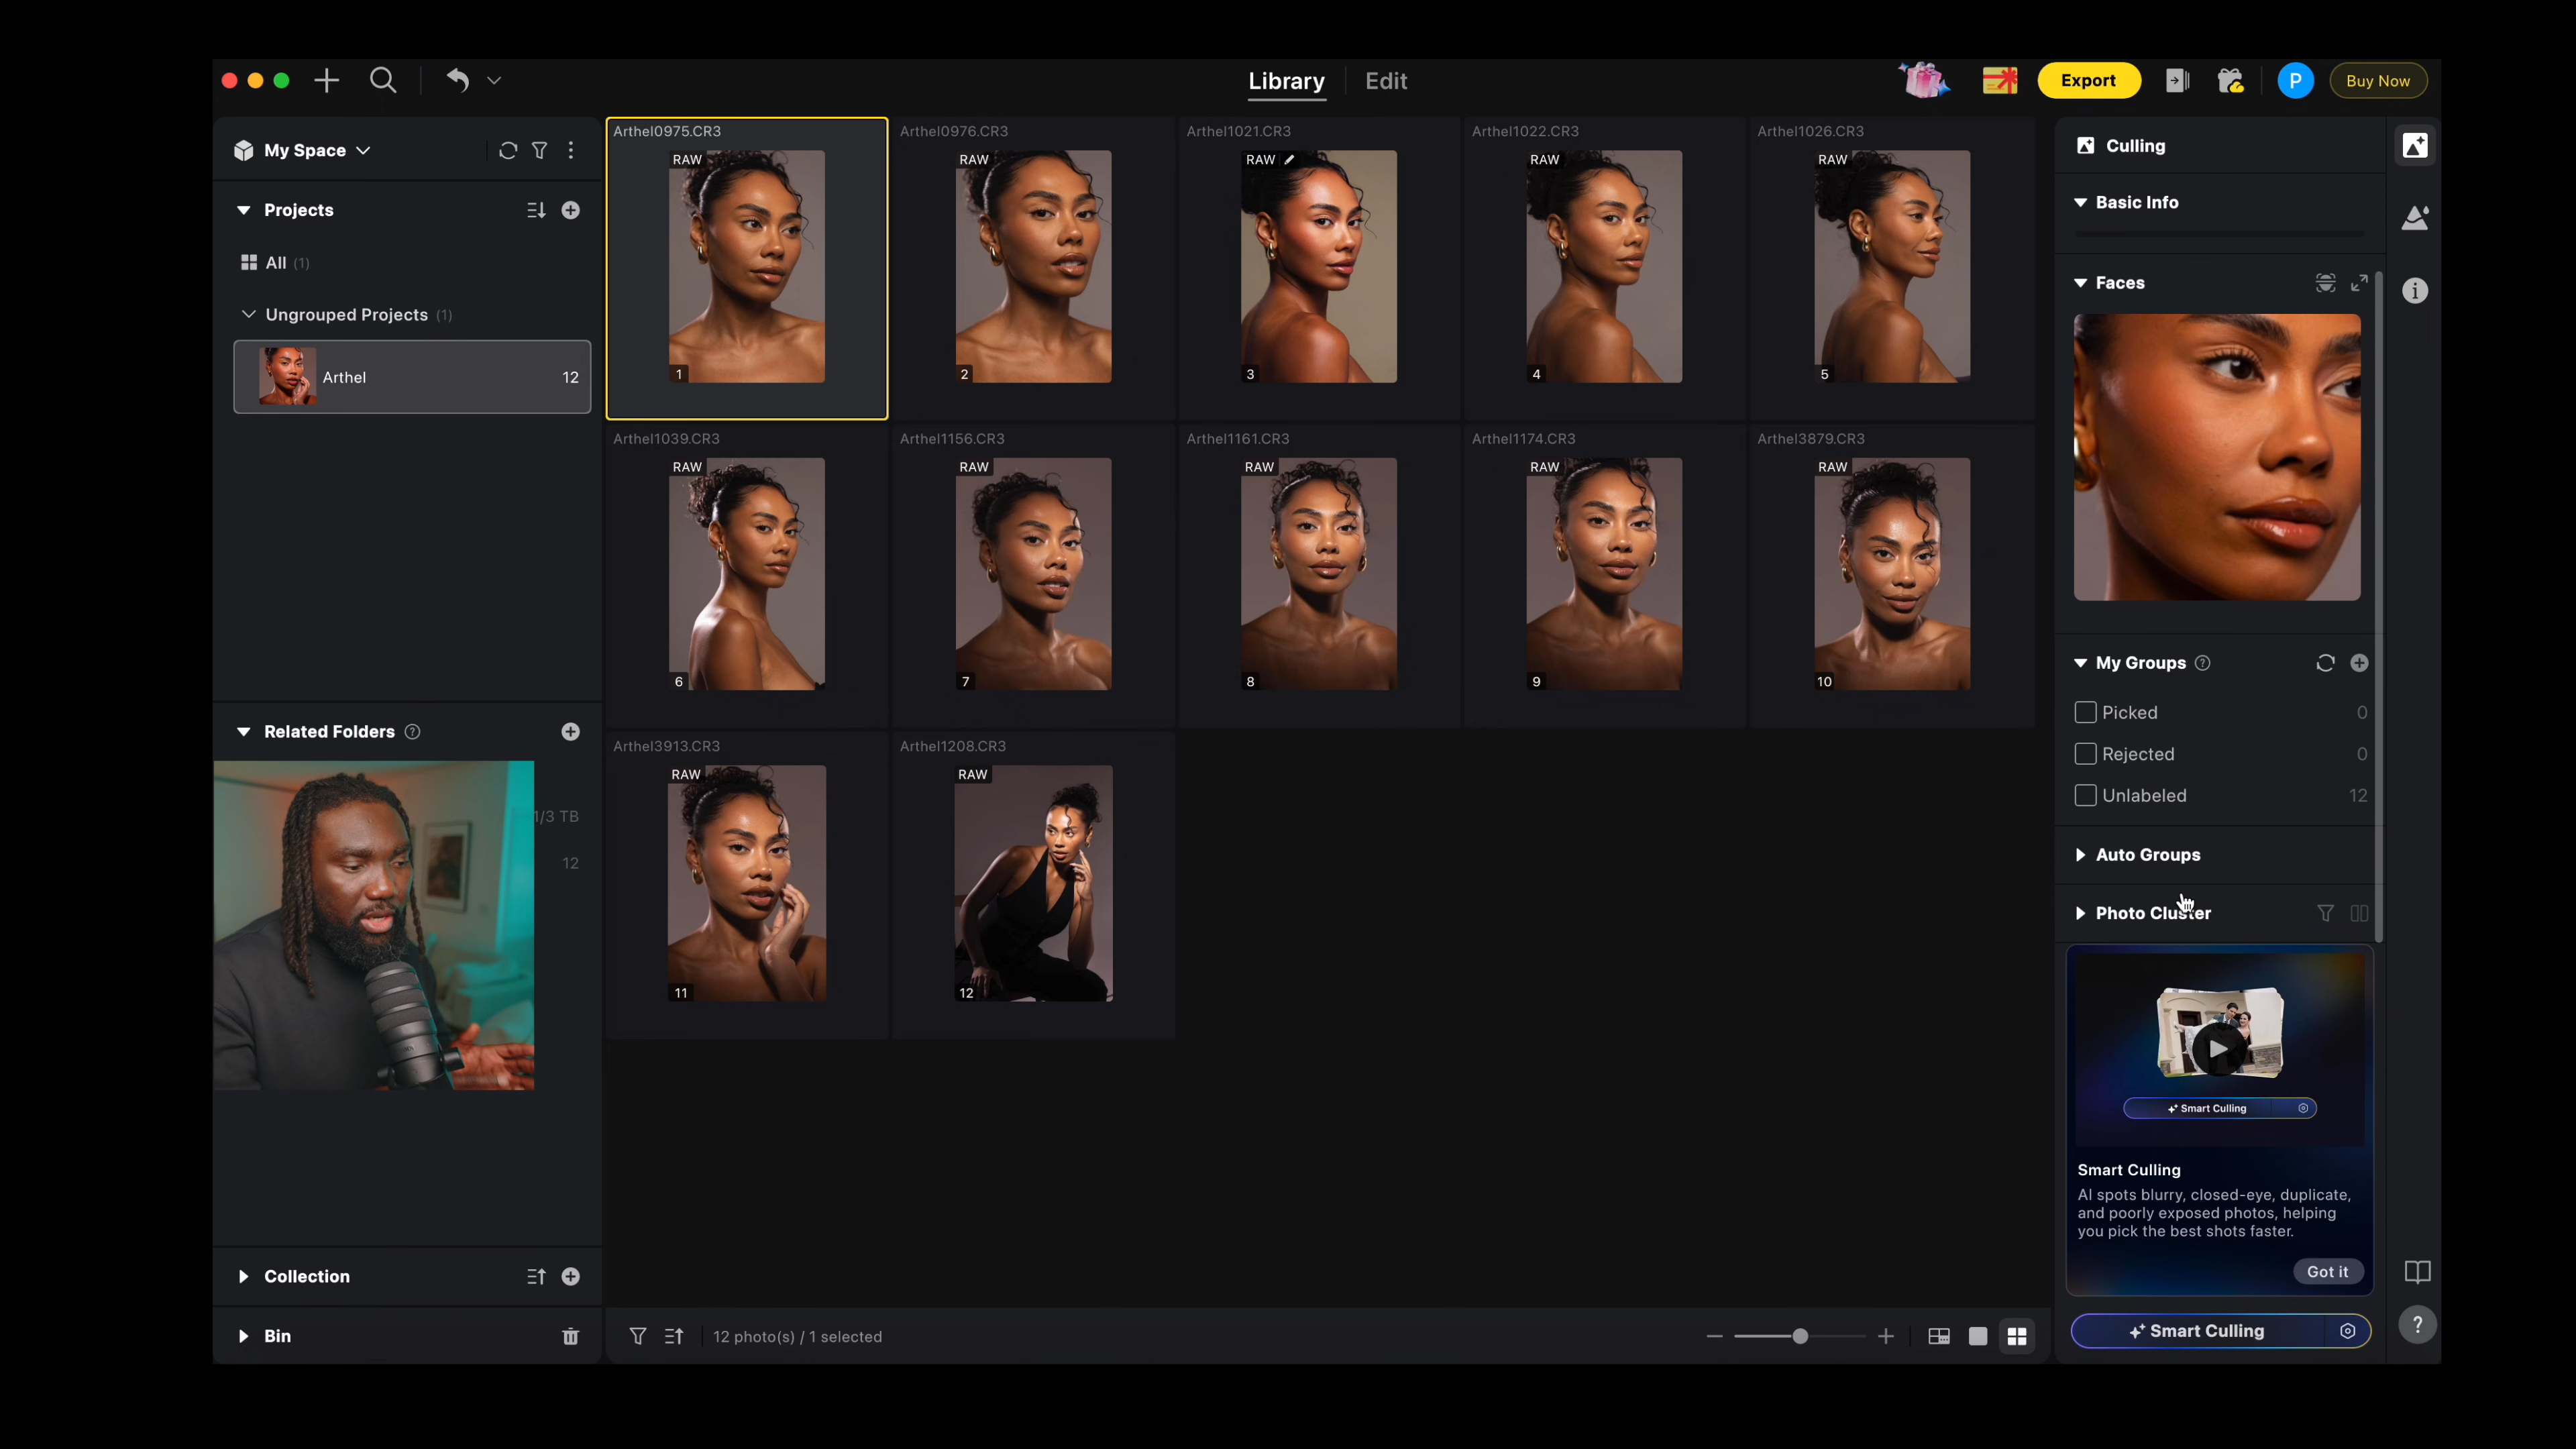 Library
Edit
Export
P
Buy Now
My Space
Projects
All (1)
Ungrouped Projects (1)
Arthel
12
Related Folders ?
1/3 TB
12
Collection
Bin
Arthel0975.CR3
RAW
1
Arthel0976.CR3
RAW
2
Arthel1021.CR3
RAW
3
Arthel1022.CR3
RAW
4
Arthel1026.CR3
RAW
5
Arthel1039.CR3
RAW
6
Arthel1156.CR3
RAW
7
Arthel1161.CR3
RAW
8
Arthel1174.CR3
RAW
9
Arthel3879.CR3
RAW
10
Arthel3913.CR3
RAW
11
Arthel1208.CR3
RAW
12
12 photo(s) / 1 selected
Culling
Basic Info
Faces
My Groups ?
Picked 0
Rejected 0
Unlabeled 12
Auto Groups
Photo Cluster
Smart Culling
Smart Culling
AI spots blurry, closed-eye, duplicate,
and poorly exposed photos, helping
you pick the best shots faster.
Got it
Smart Culling
?